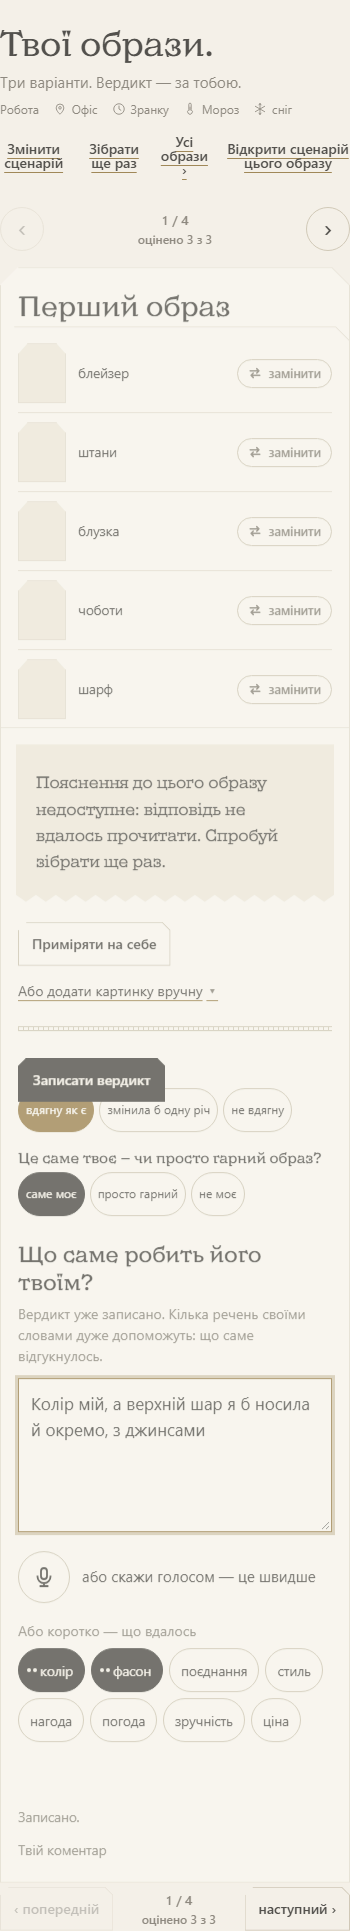 Твої образи.
Три варіанти. Вердикт — за тобою.
Робота Офіс Зранку Мороз сніг
Змінити сценарій
Зібрати ще раз
Усі образи ›
Відкрити сценарій цього образу
‹ 1 / 4 ›
оцінено 3 з 3
Перший образ
блейзер замінити
штани замінити
блузка замінити
чоботи замінити
шарф замінити
Пояснення до цього образу
недоступне: відповідь не
вдалось прочитати. Спробуй
зібрати ще раз.
Приміряти на себе
Або додати картинку вручну
Записати вердикт
вдягну як є змінила б одну річ не вдягну
Це саме твоє — чи просто гарний образ?
саме моє просто гарний не моє
Що саме робить його
твоїм?
Вердикт уже записано. Кілька речень своїми
словами дуже допоможуть: що саме
відгукнулось.
Колір мій, а верхній шар я б носила
й окремо, з джинсами
або скажи голосом — це швидше
Або коротко — що вдалось
колір фасон поєднання стиль
нагода погода зручність ціна
Записано.
Твій коментар
‹ попередній 1 / 4 наступний ›
оцінено 3 з 3